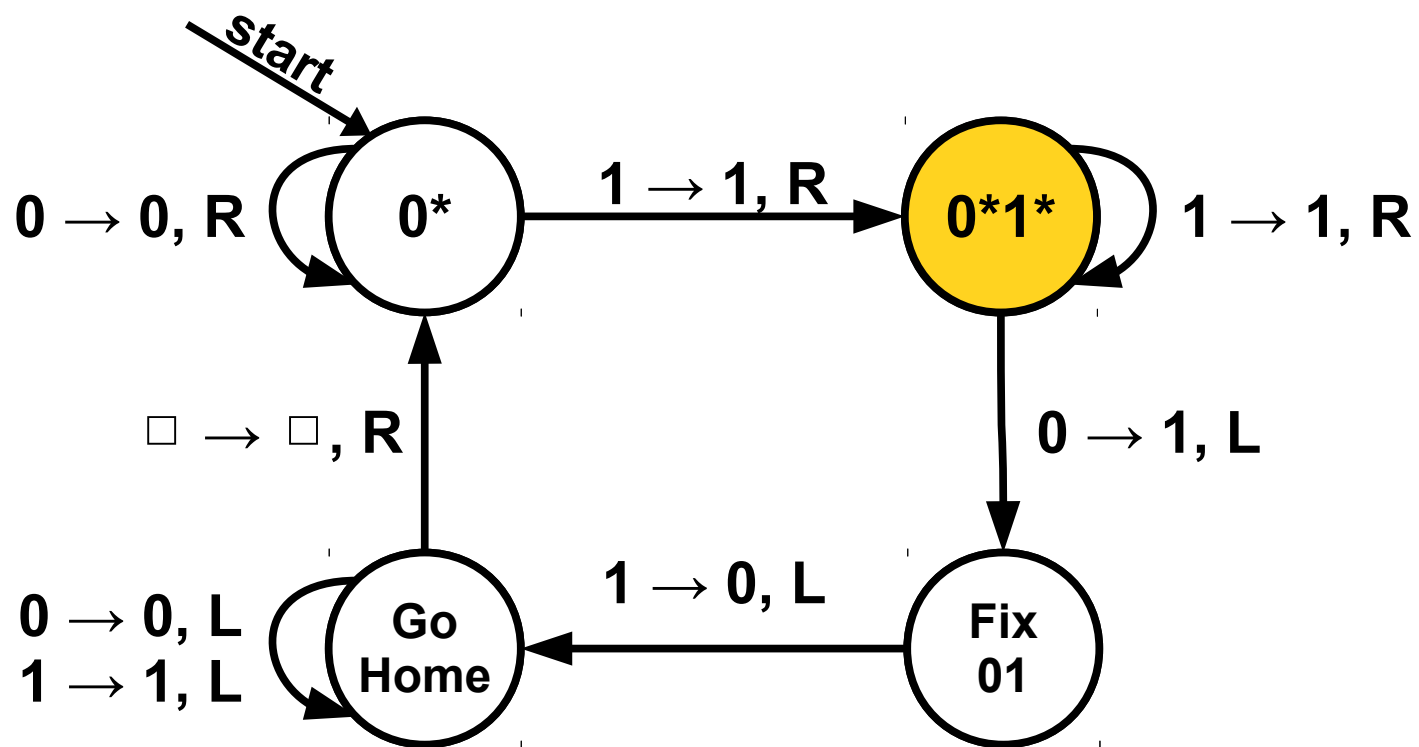 start
0 → 0, R
0*
1 → 1, R
0*1*
1 → 1, R
□ → □, R
0 → 1, L
0 → 0, L
1 → 1, L
Go
Home
1 → 0, L
Fix
01